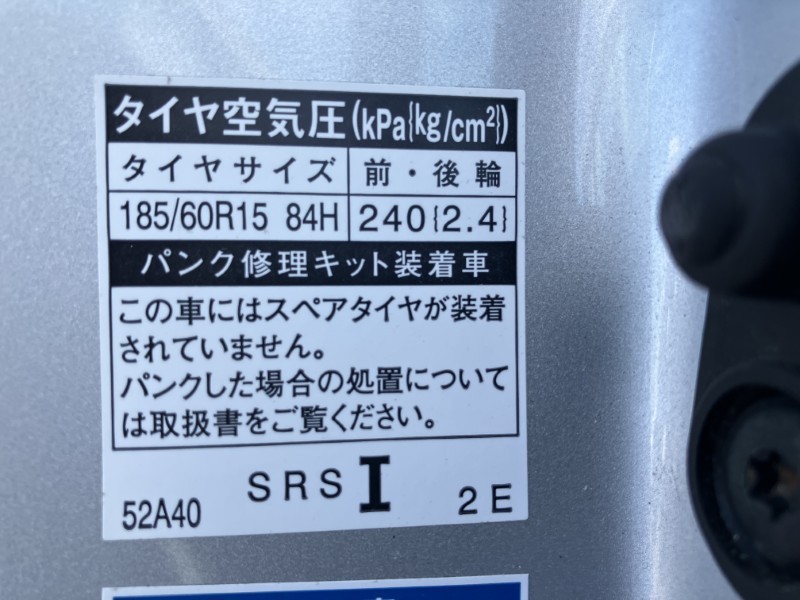 タイヤ空気圧(kPa{kg/cm²})
タイヤサイズ 前・後輪
185/60R15 84H 240{2.4}
パンク修理キット装着車
この車にはスペアタイヤが装着
されていません。
パンクした場合の処置について
は取扱書をご覧ください。
52A40 SRS I 2E